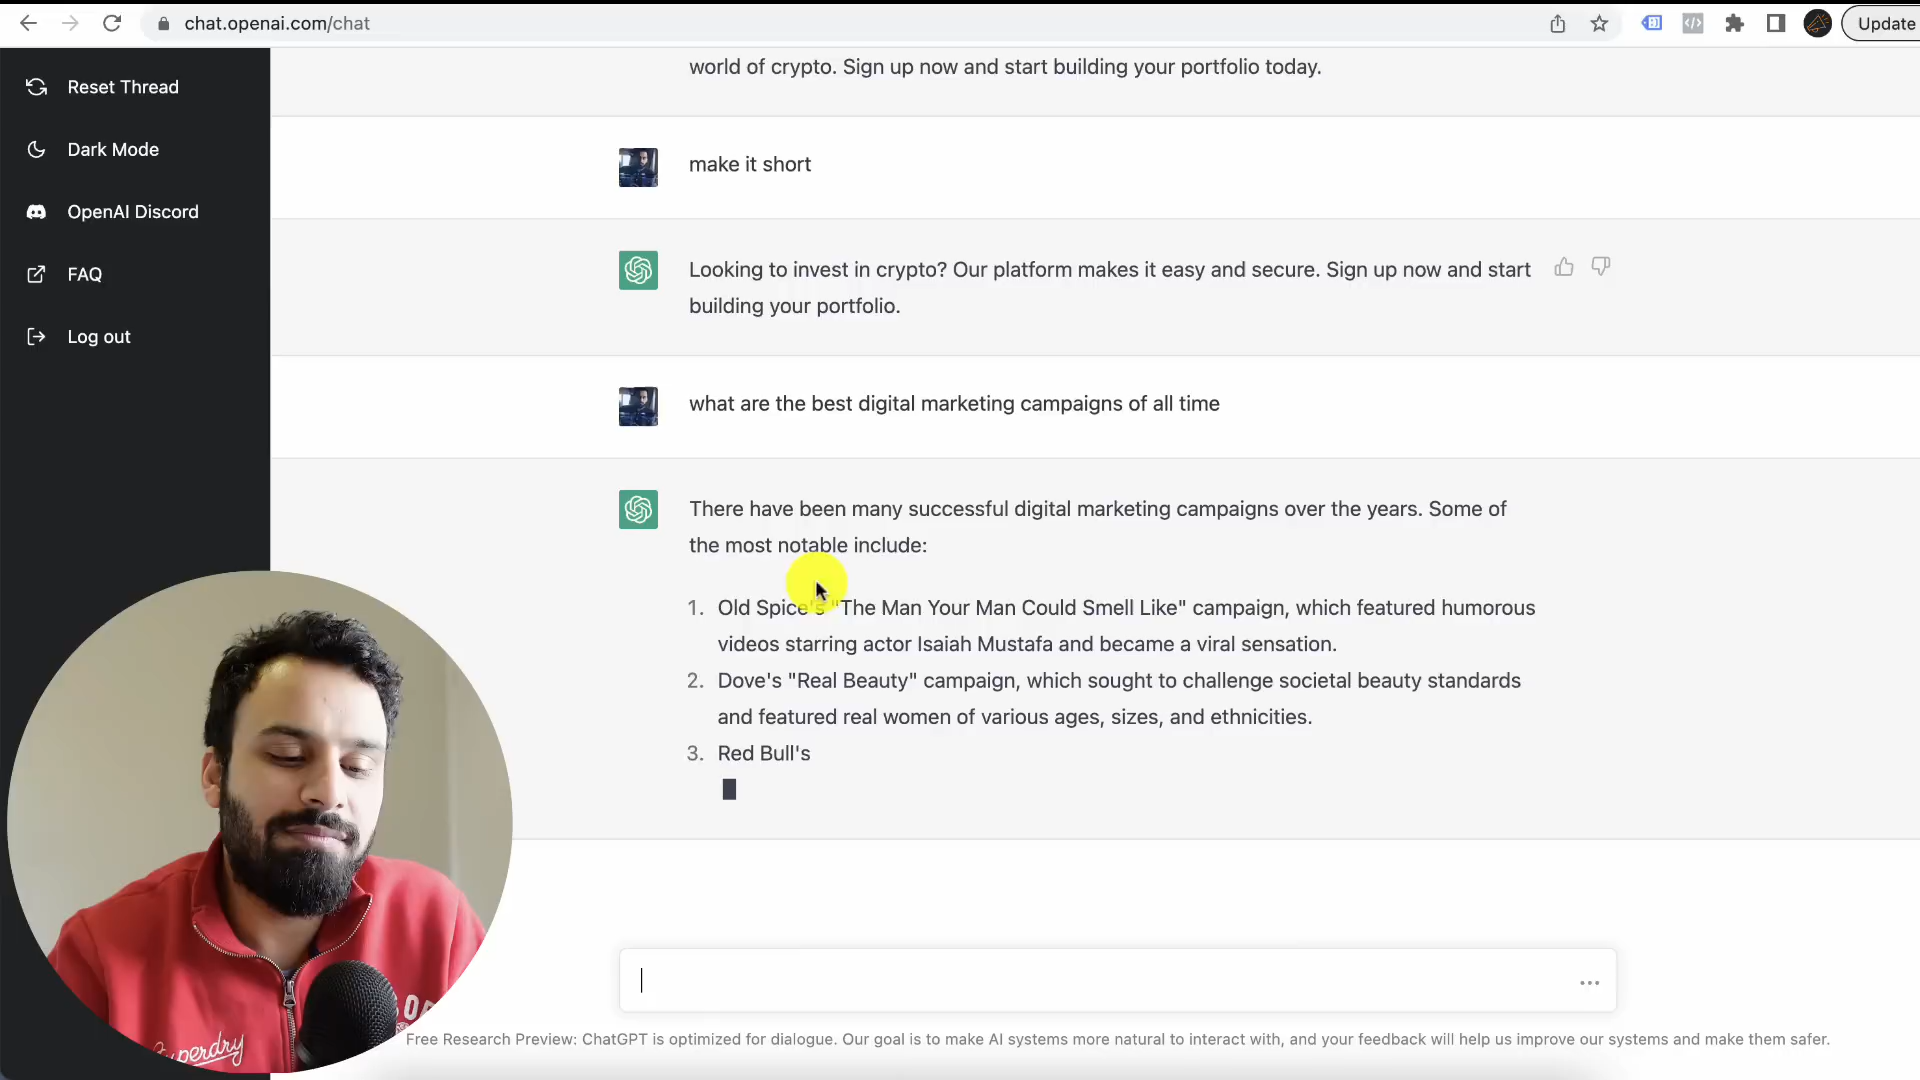 chat.openai.com/chat
Update
Reset Thread
Dark Mode
OpenAI Discord
FAQ
Log out
world of crypto. Sign up now and start building your portfolio today.
make it short
Looking to invest in crypto? Our platform makes it easy and secure. Sign up now and start
building your portfolio.
what are the best digital marketing campaigns of all time
There have been many successful digital marketing campaigns over the years. Some of
the most notable include:
1. Old Spice's "The Man Your Man Could Smell Like" campaign, which featured humorous
videos starring actor Isaiah Mustafa and became a viral sensation.
2. Dove's "Real Beauty" campaign, which sought to challenge societal beauty standards
and featured real women of various ages, sizes, and ethnicities.
3. Red Bull's
Free Research Preview: ChatGPT is optimized for dialogue. Our goal is to make AI systems more natural to interact with, and your feedback will help us improve our systems and make them safer.